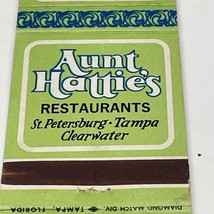 Aunt
Hattie's
RESTAURANTS
St. Petersburg · Tampa
Clearwater
DIAMOND MATCH DIV. TAMPA, FLORIDA